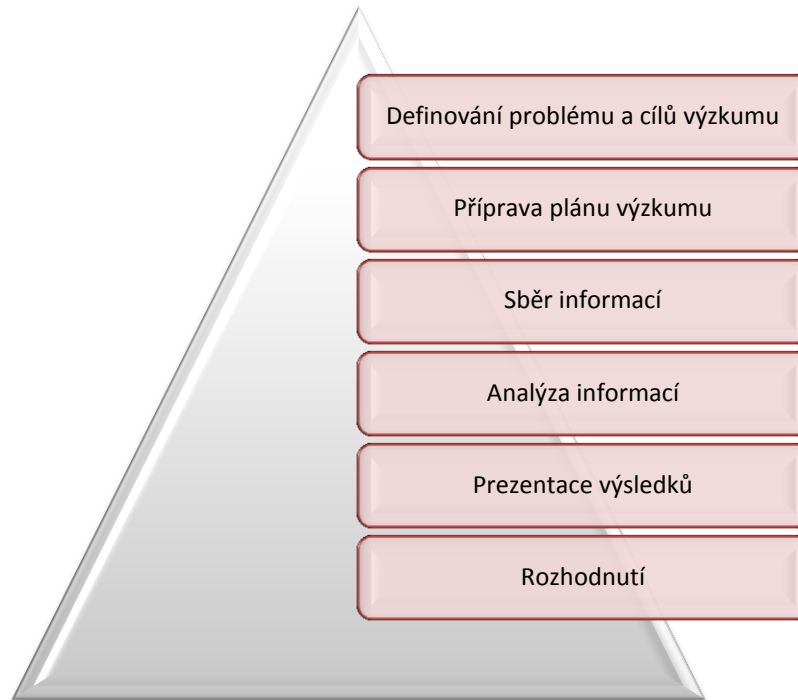 Definování problému a cílů výzkumu
Příprava plánu výzkumu
Sběr informací
Analýza informací
Prezentace výsledků
Rozhodnutí